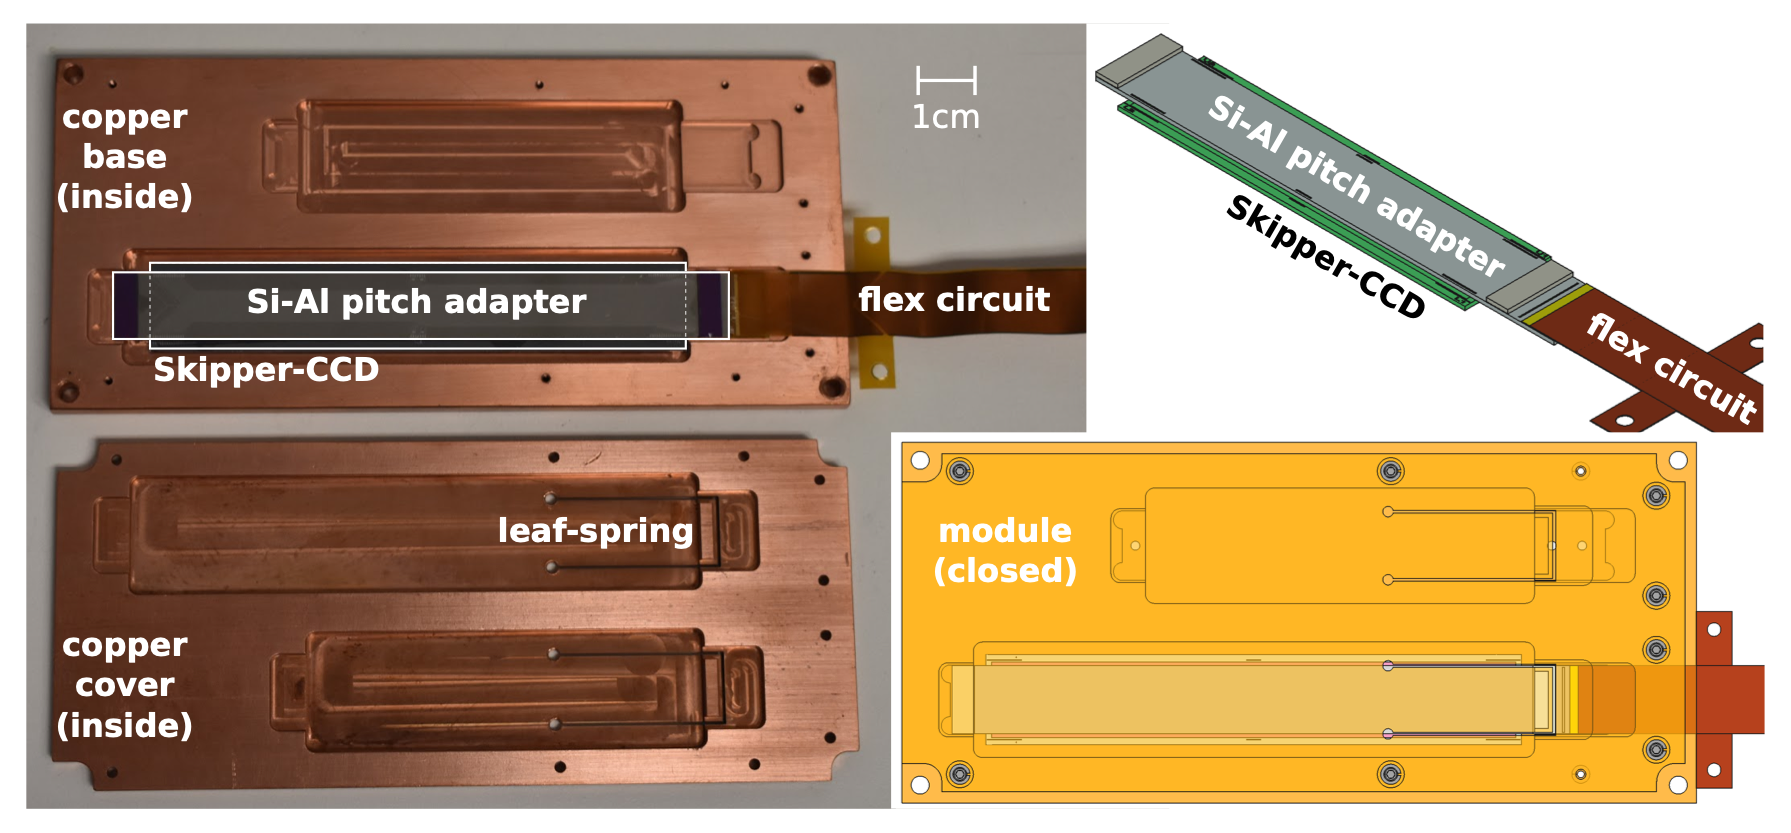 copper
base
(inside)
1cm
Si-Al pitch adapter
flex circuit
Skipper-CCD
Si-Al pitch adapter
Skipper-CCD
flex circuit
leaf-spring
copper
cover
(inside)
module
(closed)